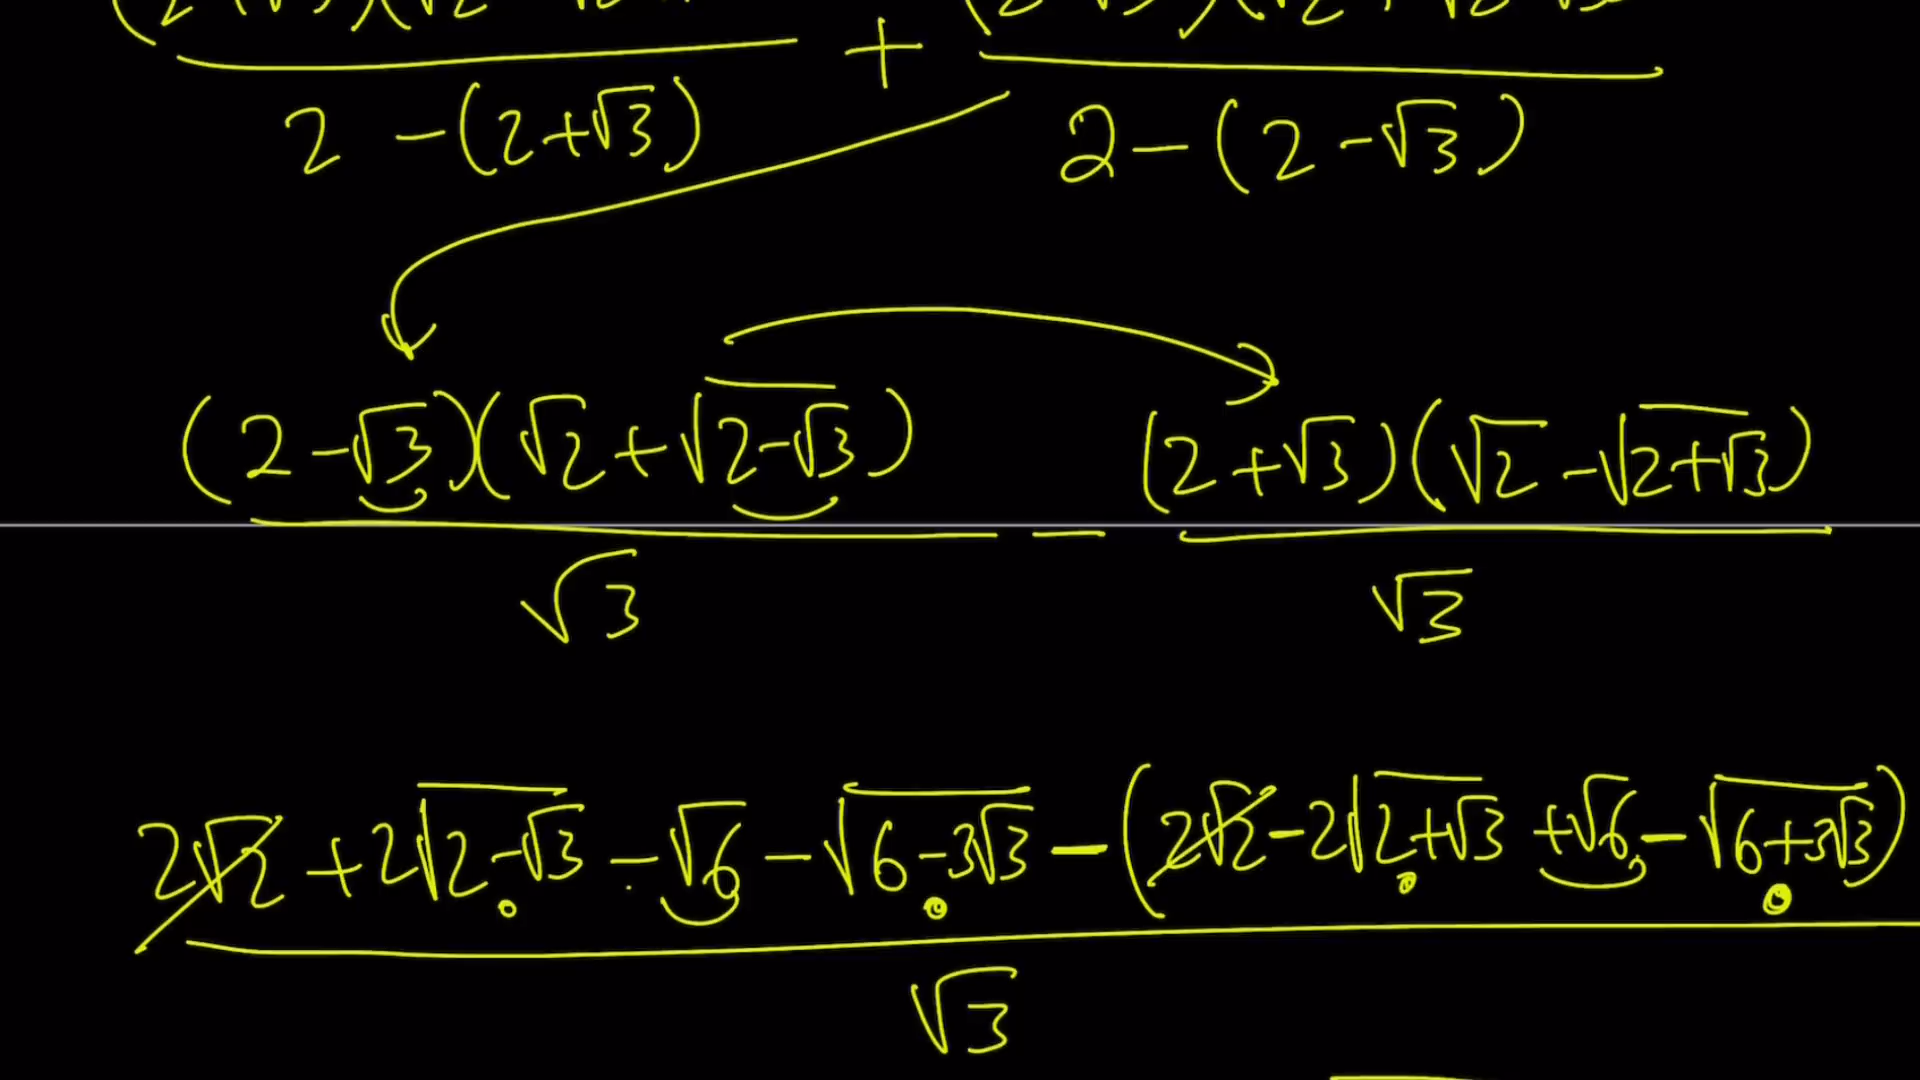 +
2 - (2+√3)   2 - (2 - √3)
(2 - √3)(√2 + √(2-√3)) / √3 - (2 + √3)(√2 - √(2+√3)) / √3
2√2 + 2√(2-√3) - √6 - √(6-3√3) - (2√2 - 2√(2+√3) + √6 - √(6+3√3))
√3